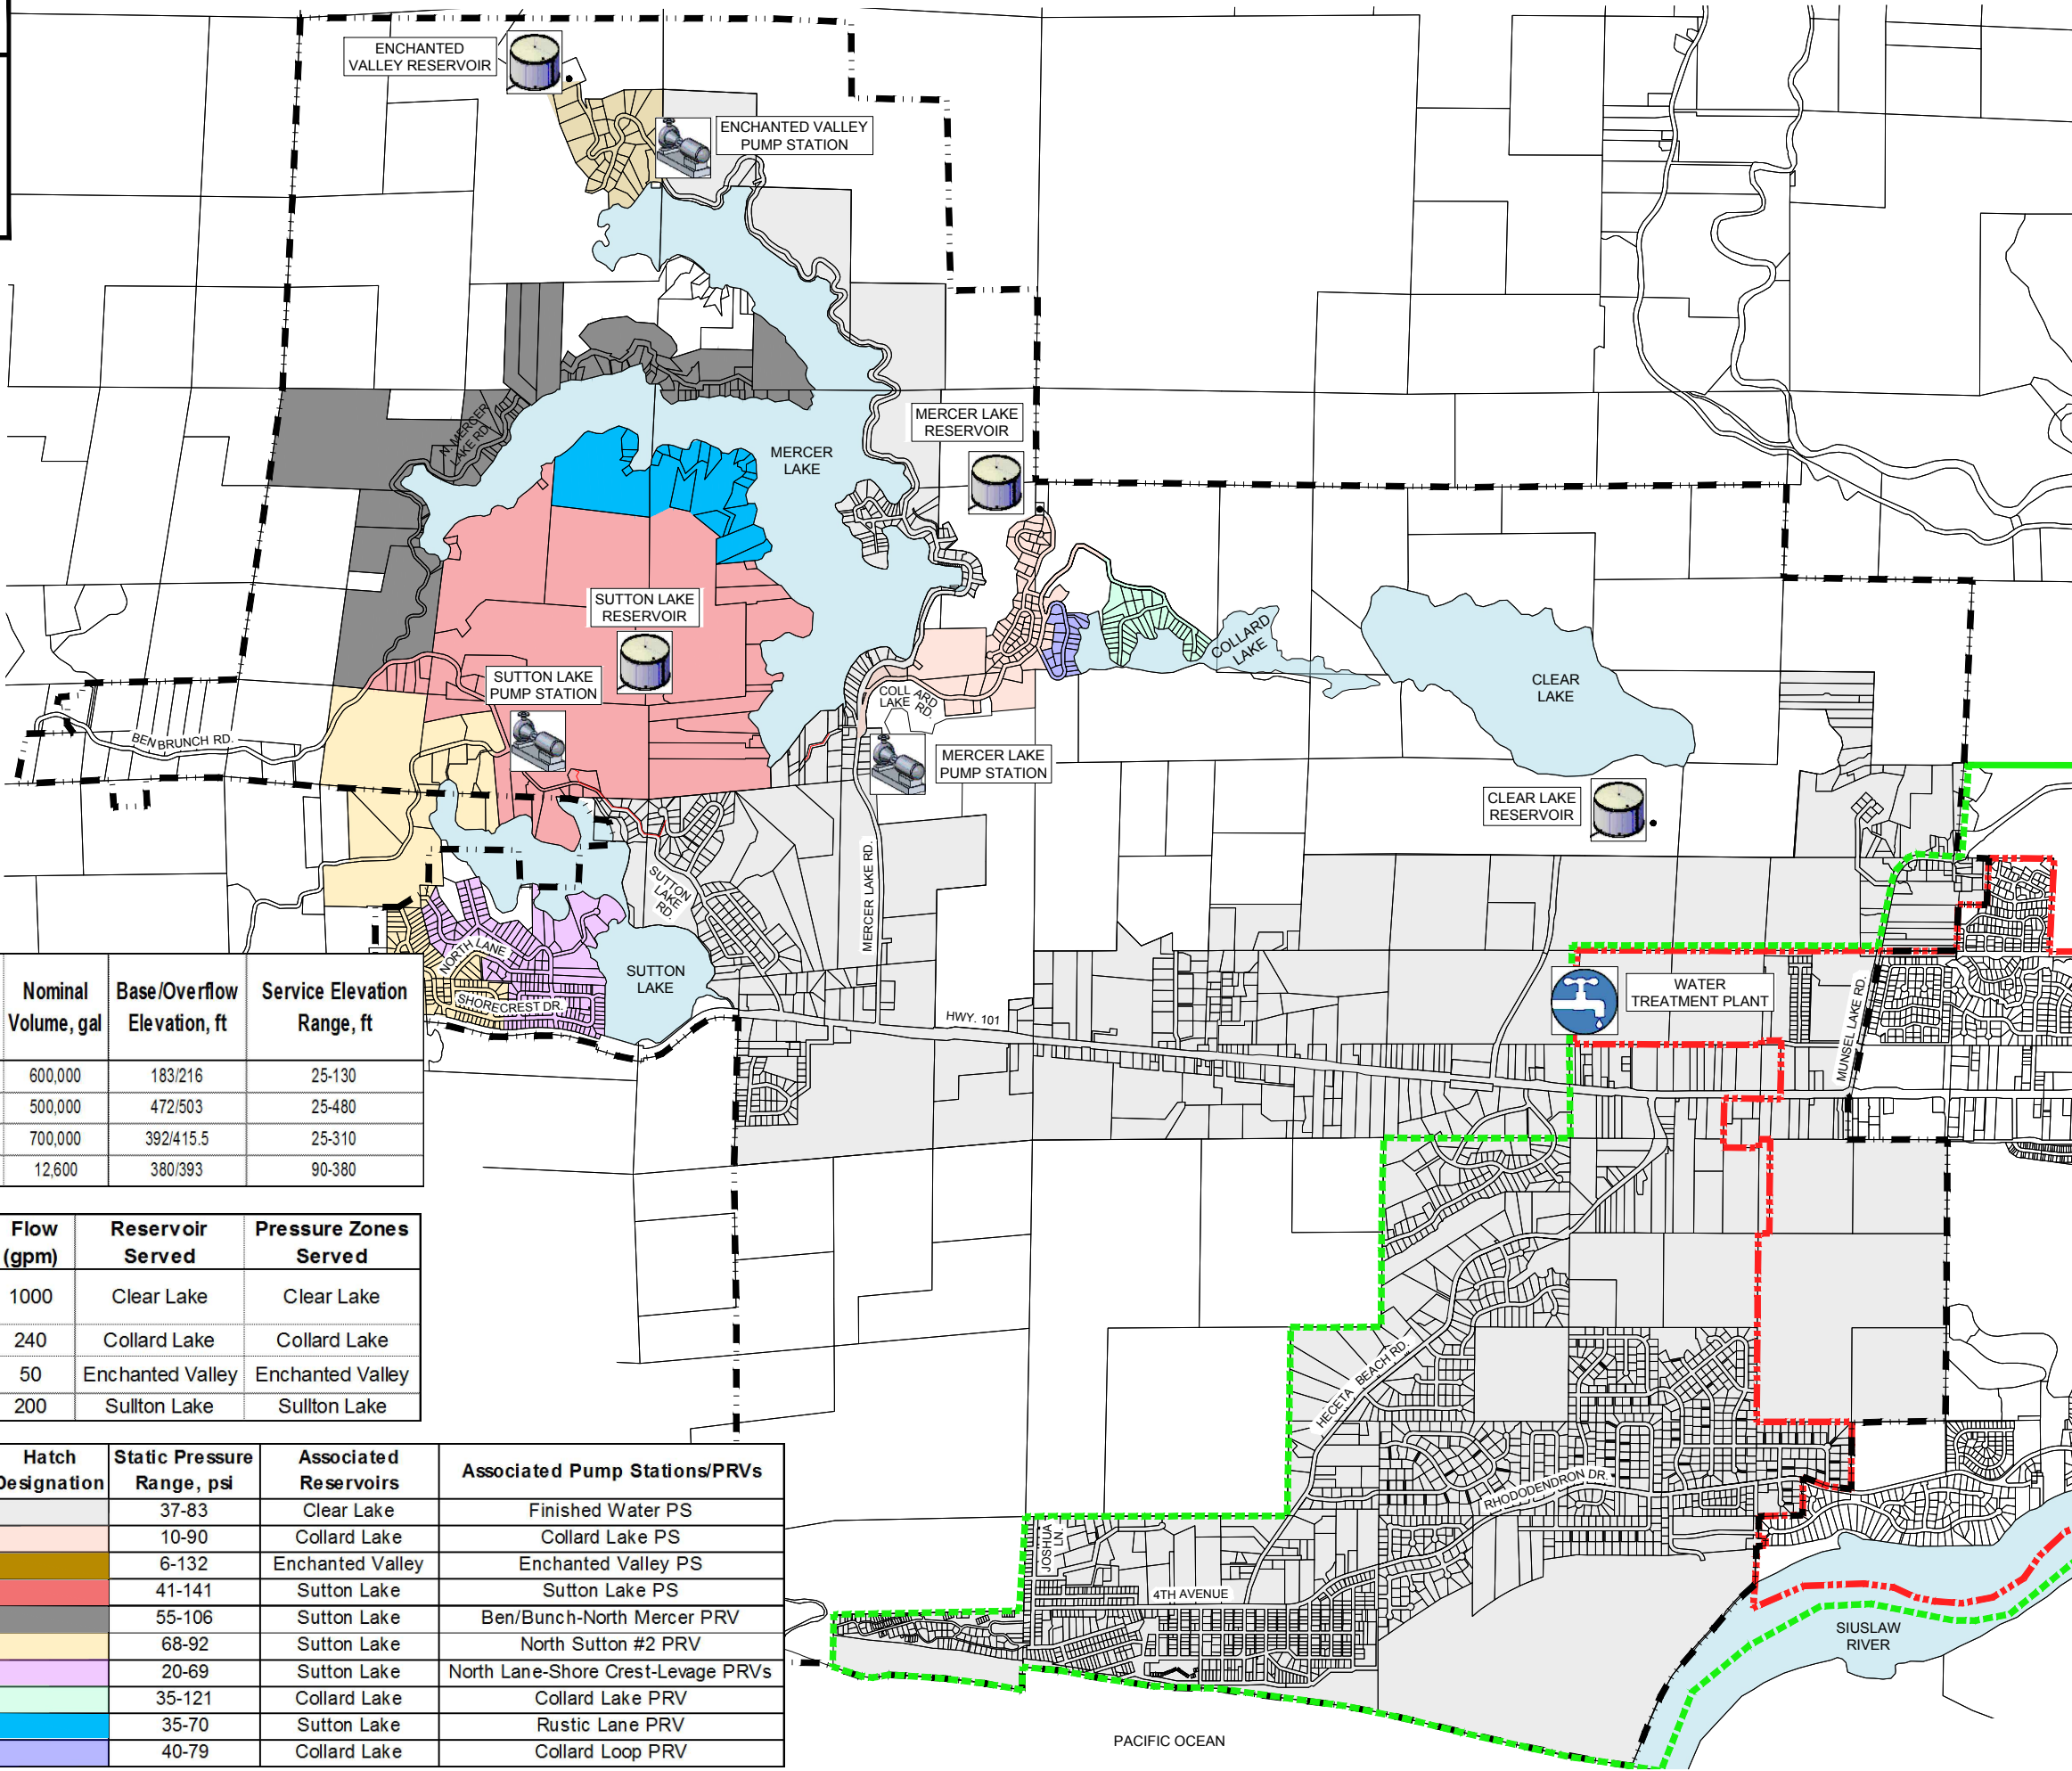 ENCHANTED
VALLEY RESERVOIR
ENCHANTED VALLEY
PUMP STATION
MERCER LAKE
RESERVOIR
N. MERCER
LAKE RD.
MERCER
LAKE
SUTTON LAKE
RESERVOIR
SUTTON LAKE
PUMP STATION
COLLARD
LAKE
COLLARD
LAKE RD.
CLEAR
LAKE
BEN BRUNCH RD.
MERCER LAKE
PUMP STATION
CLEAR LAKE
RESERVOIR
MERCER LAKE RD.
SUTTON
LAKE
RD.
NORTH LANE
SHORECREST DR.
SUTTON
LAKE
HWY. 101
WATER
TREATMENT PLANT
MUNSEL LAKE RD.
HECETA BEACH RD.
RHODODENDRON DR.
JOSHUA
LN.
4TH AVENUE
SIUSLAW
RIVER
PACIFIC OCEAN
Nominal Volume, gal Base/Overflow Elevation, ft Service Elevation Range, ft
600,000 183/216 25-130
500,000 472/503 25-480
700,000 392/415.5 25-310
12,600 380/393 90-380
Flow (gpm) Reservoir Served Pressure Zones Served
1000 Clear Lake Clear Lake
240 Collard Lake Collard Lake
50 Enchanted Valley Enchanted Valley
200 Sullton Lake Sullton Lake
Hatch Designation Static Pressure Range, psi Associated Reservoirs Associated Pump Stations/PRVs
37-83 Clear Lake Finished Water PS
10-90 Collard Lake Collard Lake PS
6-132 Enchanted Valley Enchanted Valley PS
41-141 Sutton Lake Sutton Lake PS
55-106 Sutton Lake Ben/Bunch-North Mercer PRV
68-92 Sutton Lake North Sutton #2 PRV
20-69 Sutton Lake North Lane-Shore Crest-Levage PRVs
35-121 Collard Lake Collard Lake PRV
35-70 Sutton Lake Rustic Lane PRV
40-79 Collard Lake Collard Loop PRV